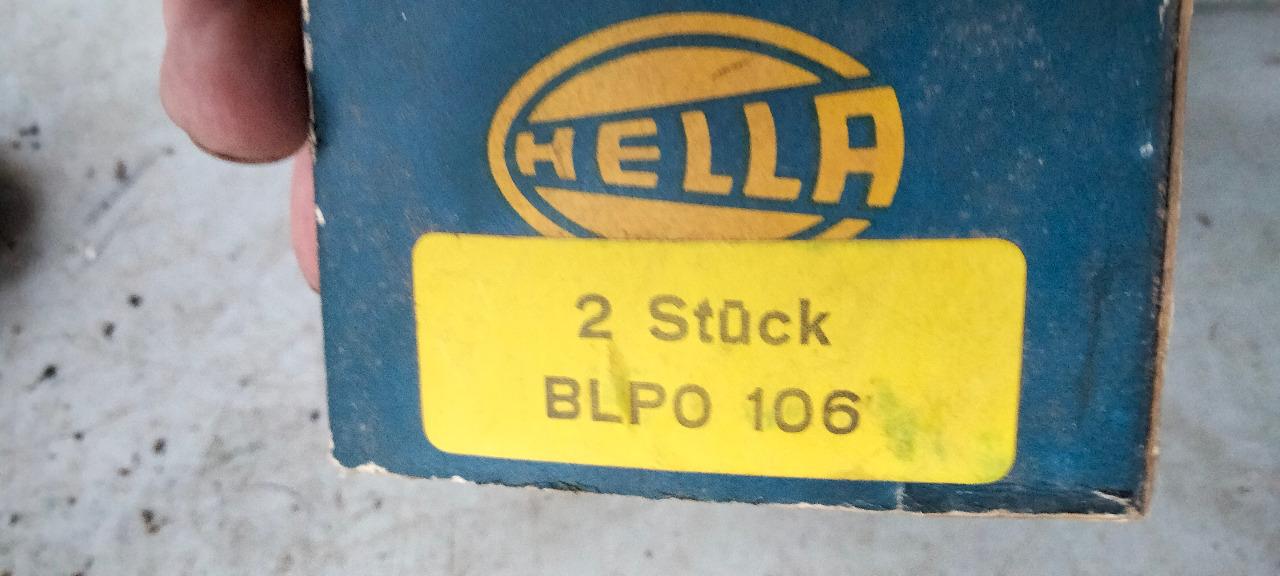 HELLA
2 Stück
BLPO 106